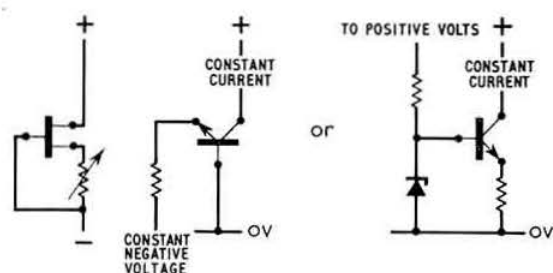 +
−
+
CONSTANT
CURRENT
CONSTANT
NEGATIVE
VOLTAGE
OV
or
TO POSITIVE VOLTS +
CONSTANT
CURRENT
OV